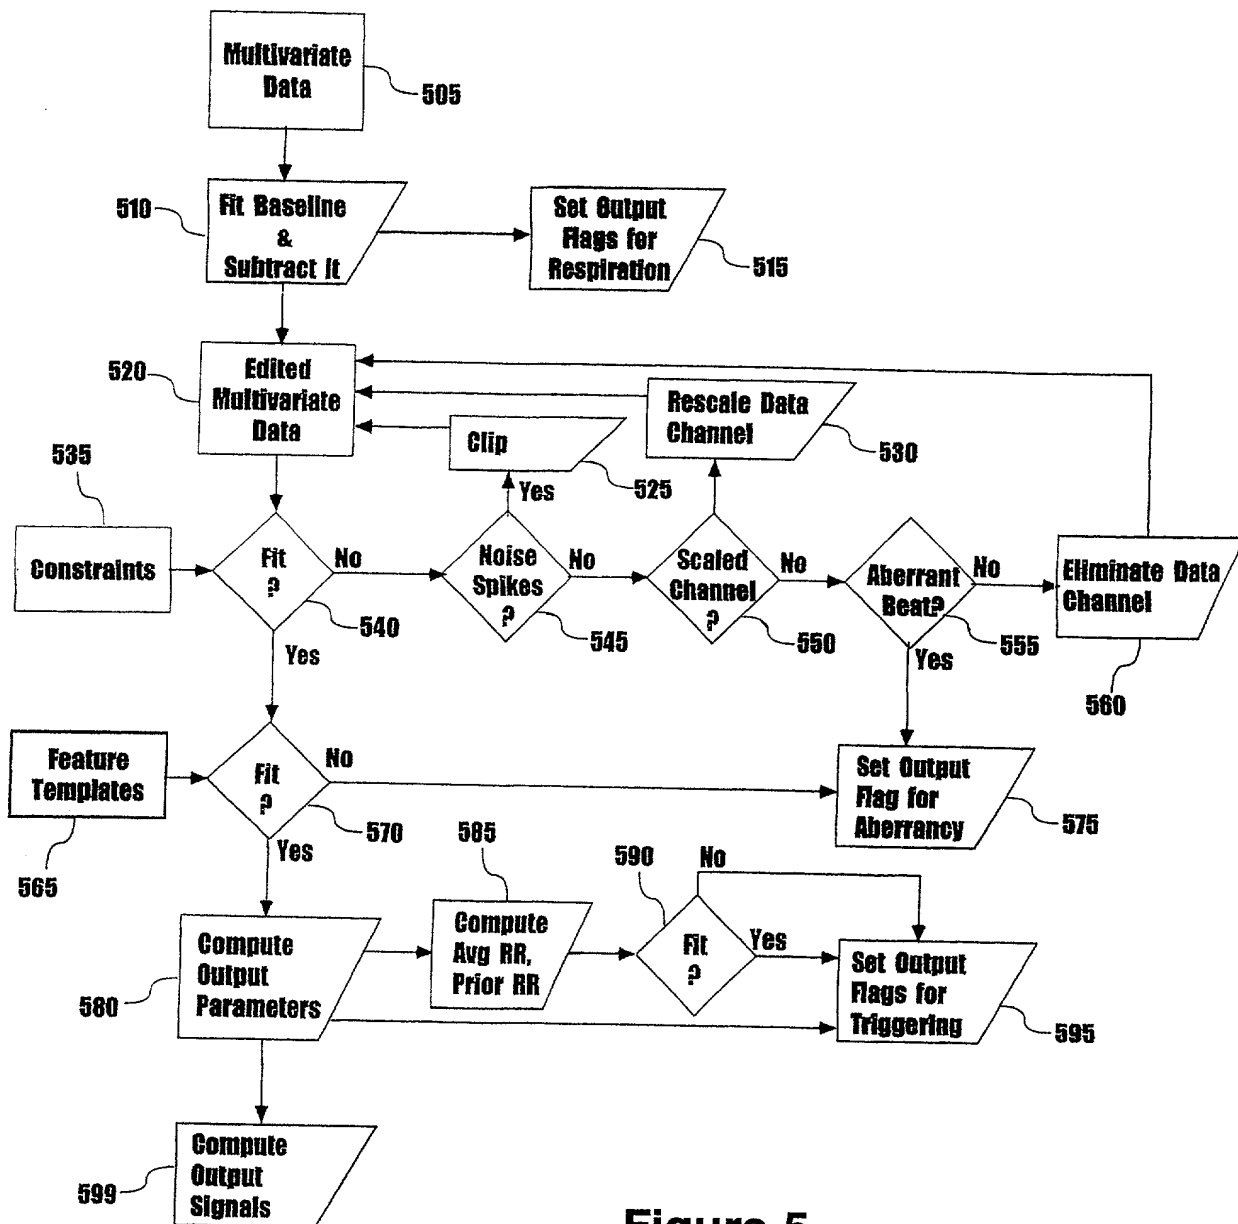 Multivariate
Data
505
510
Fit Baseline
&
Subtract it
Set Output
Flags for
Respiration
515
520
Edited
Multivariate
Data
Rescale Data
Channel
530
Clip
525
Yes
535
Constraints
Fit
?
No
540
Yes
Noise
Spikes
?
No
545
Scaled
Channel
?
No
550
Aberrant
Beat?
No
555
Yes
Eliminate Data
Channel
560
Feature
Templates
565
Fit
?
No
570
Yes
Set Output
Flag for
Aberrancy
575
580
Compute
Output
Parameters
585
Compute
Avg RR,
Prior RR
590
Fit
?
No
Yes
Set Output
Flags for
Triggering
595
599
Compute
Output
Signals
Figure 5